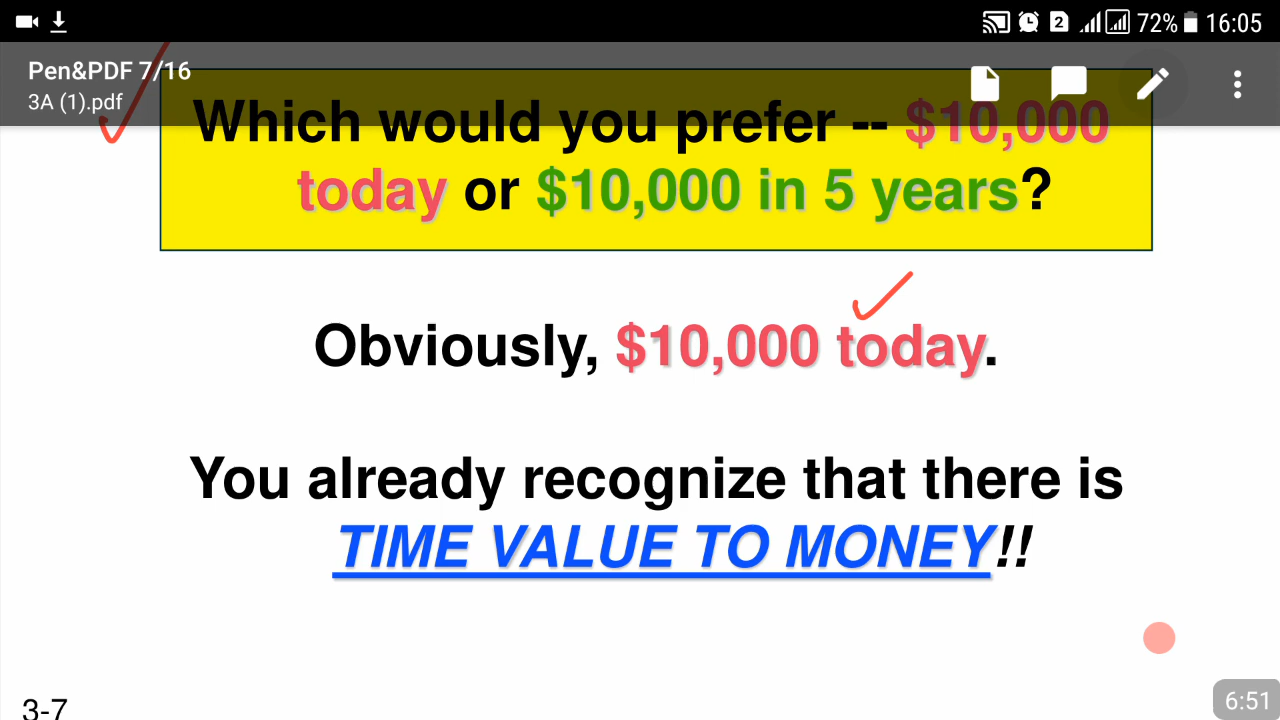 2 72% 16:05
Pen&PDF 7/16
3A (1).pdf
Which would you prefer -- $10,000
today or $10,000 in 5 years?
Obviously, $10,000 today.
You already recognize that there is
TIME VALUE TO MONEY!!
3-7
6:51